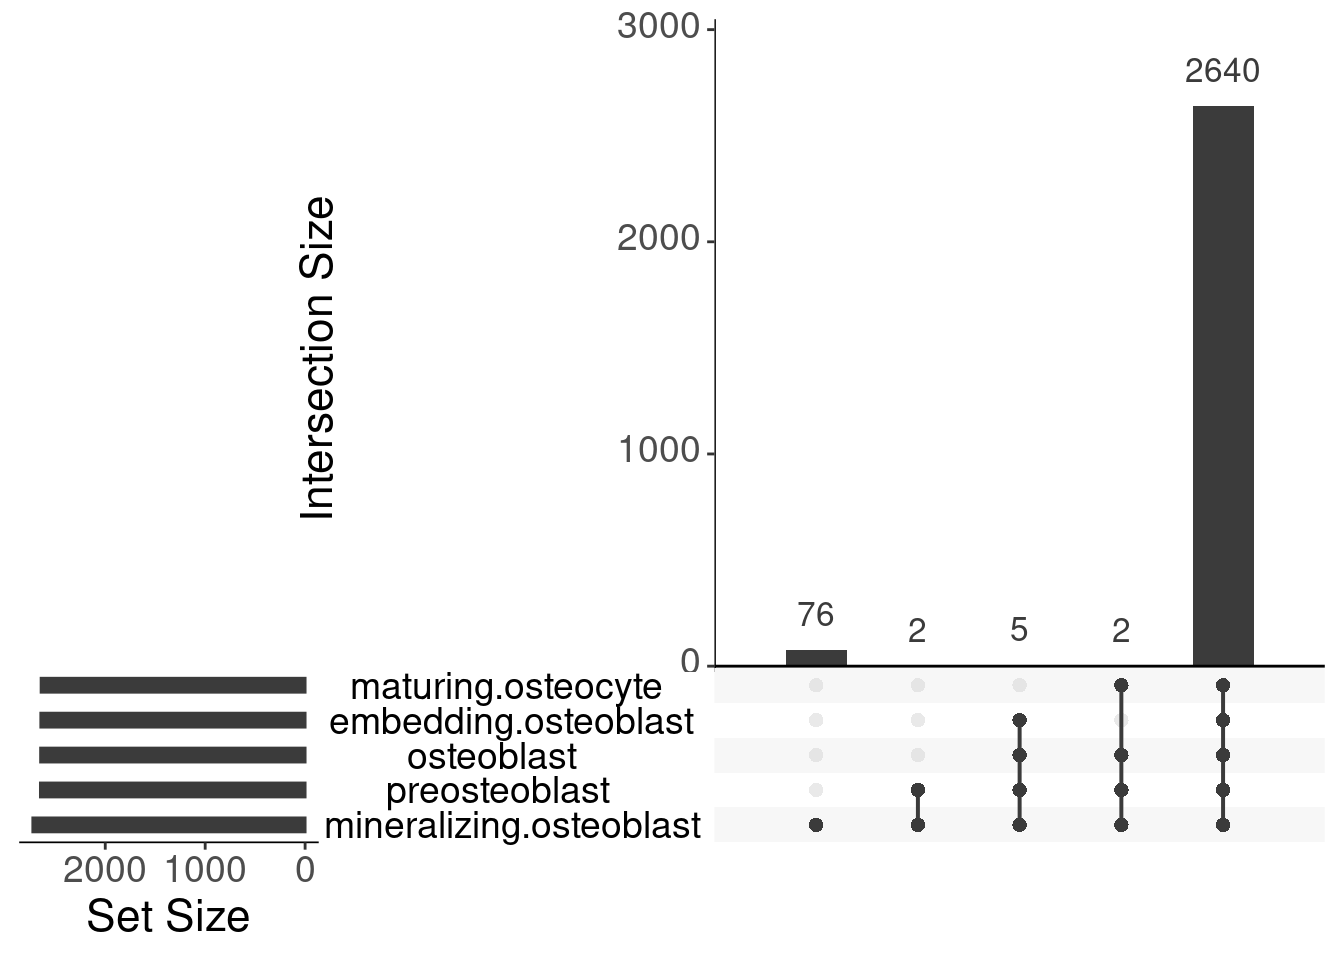 3000
2640
2000
Intersection Size
1000
76
2
5
2
0
maturing.osteocyte
embedding.osteoblast
osteoblast
preosteoblast
mineralizing.osteoblast
2000 1000 0
Set Size